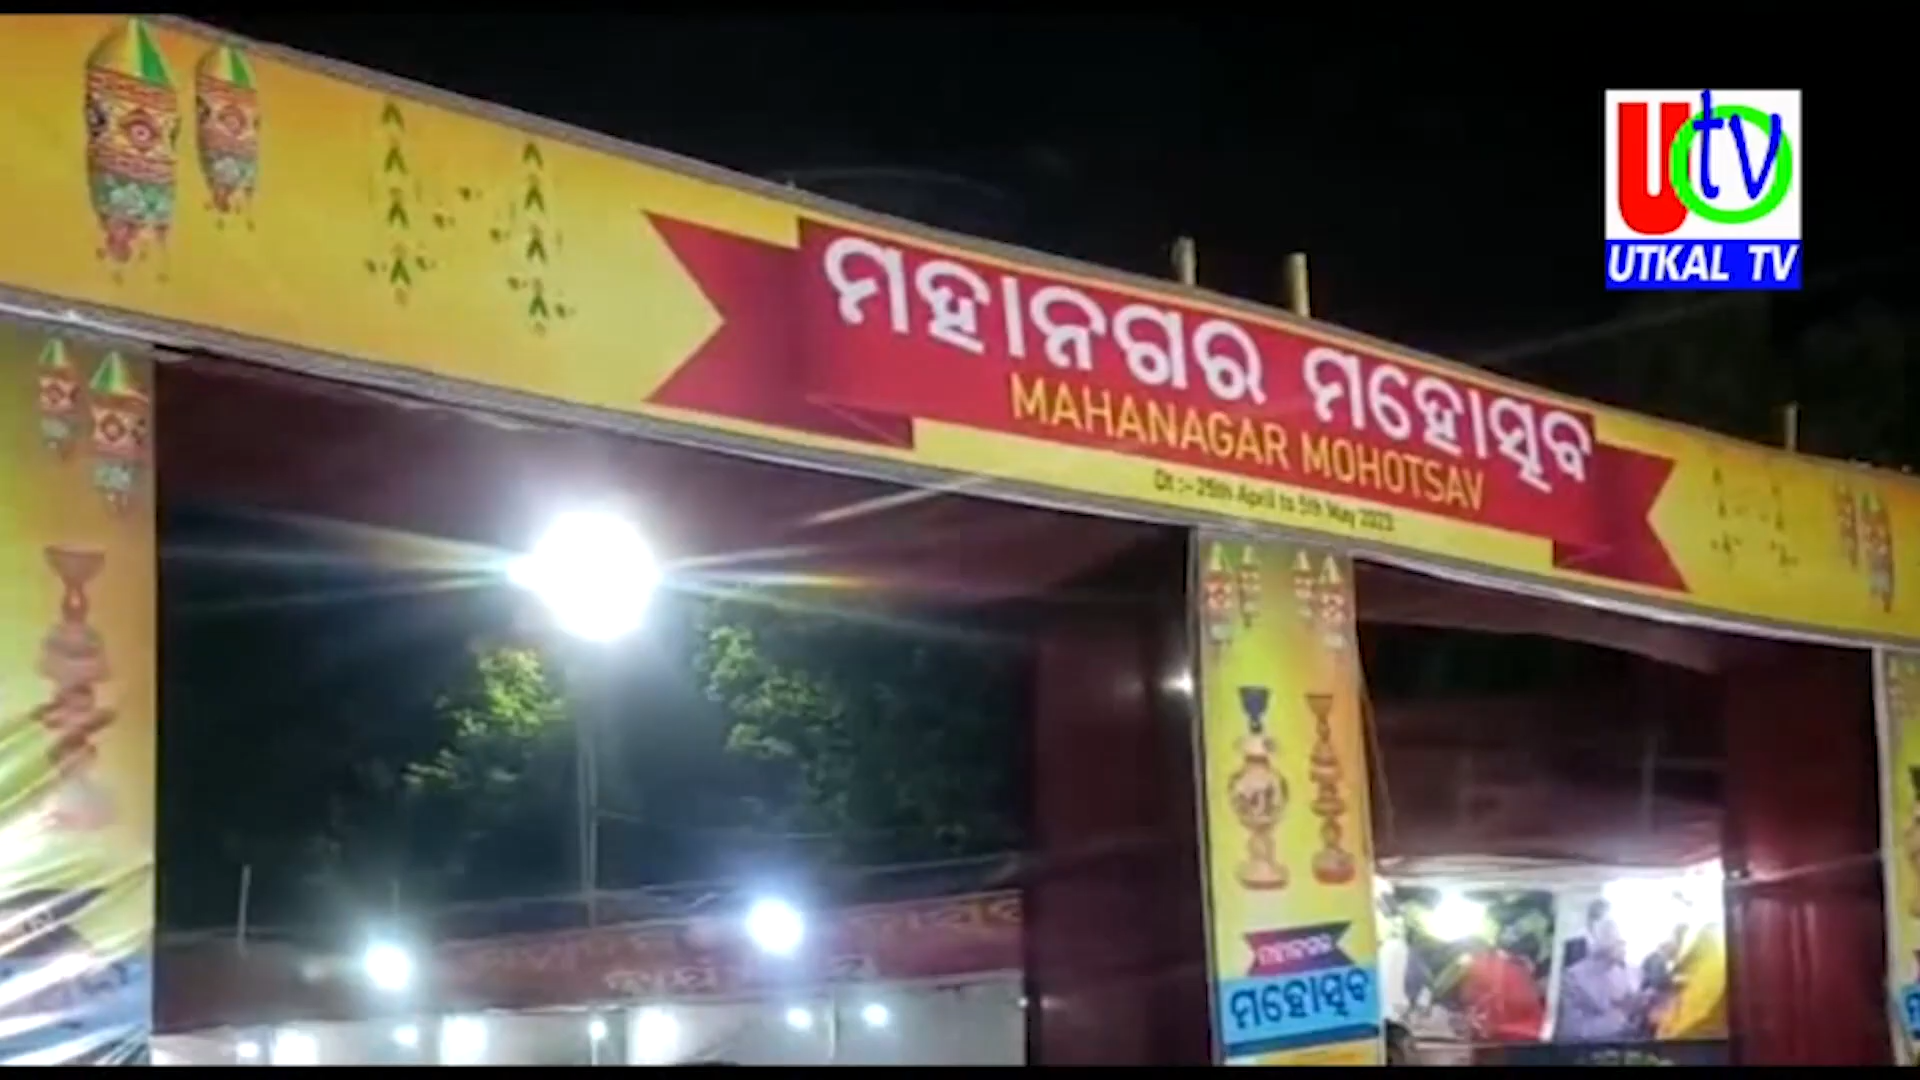 Utv
UTKAL TV
ମହାନଗର ମହୋତ୍ସବ
MAHANAGAR MOHOTSAV
Dt :- 25th April to 5th May 2023
ମହାନଗର
ମହୋତ୍ସବ